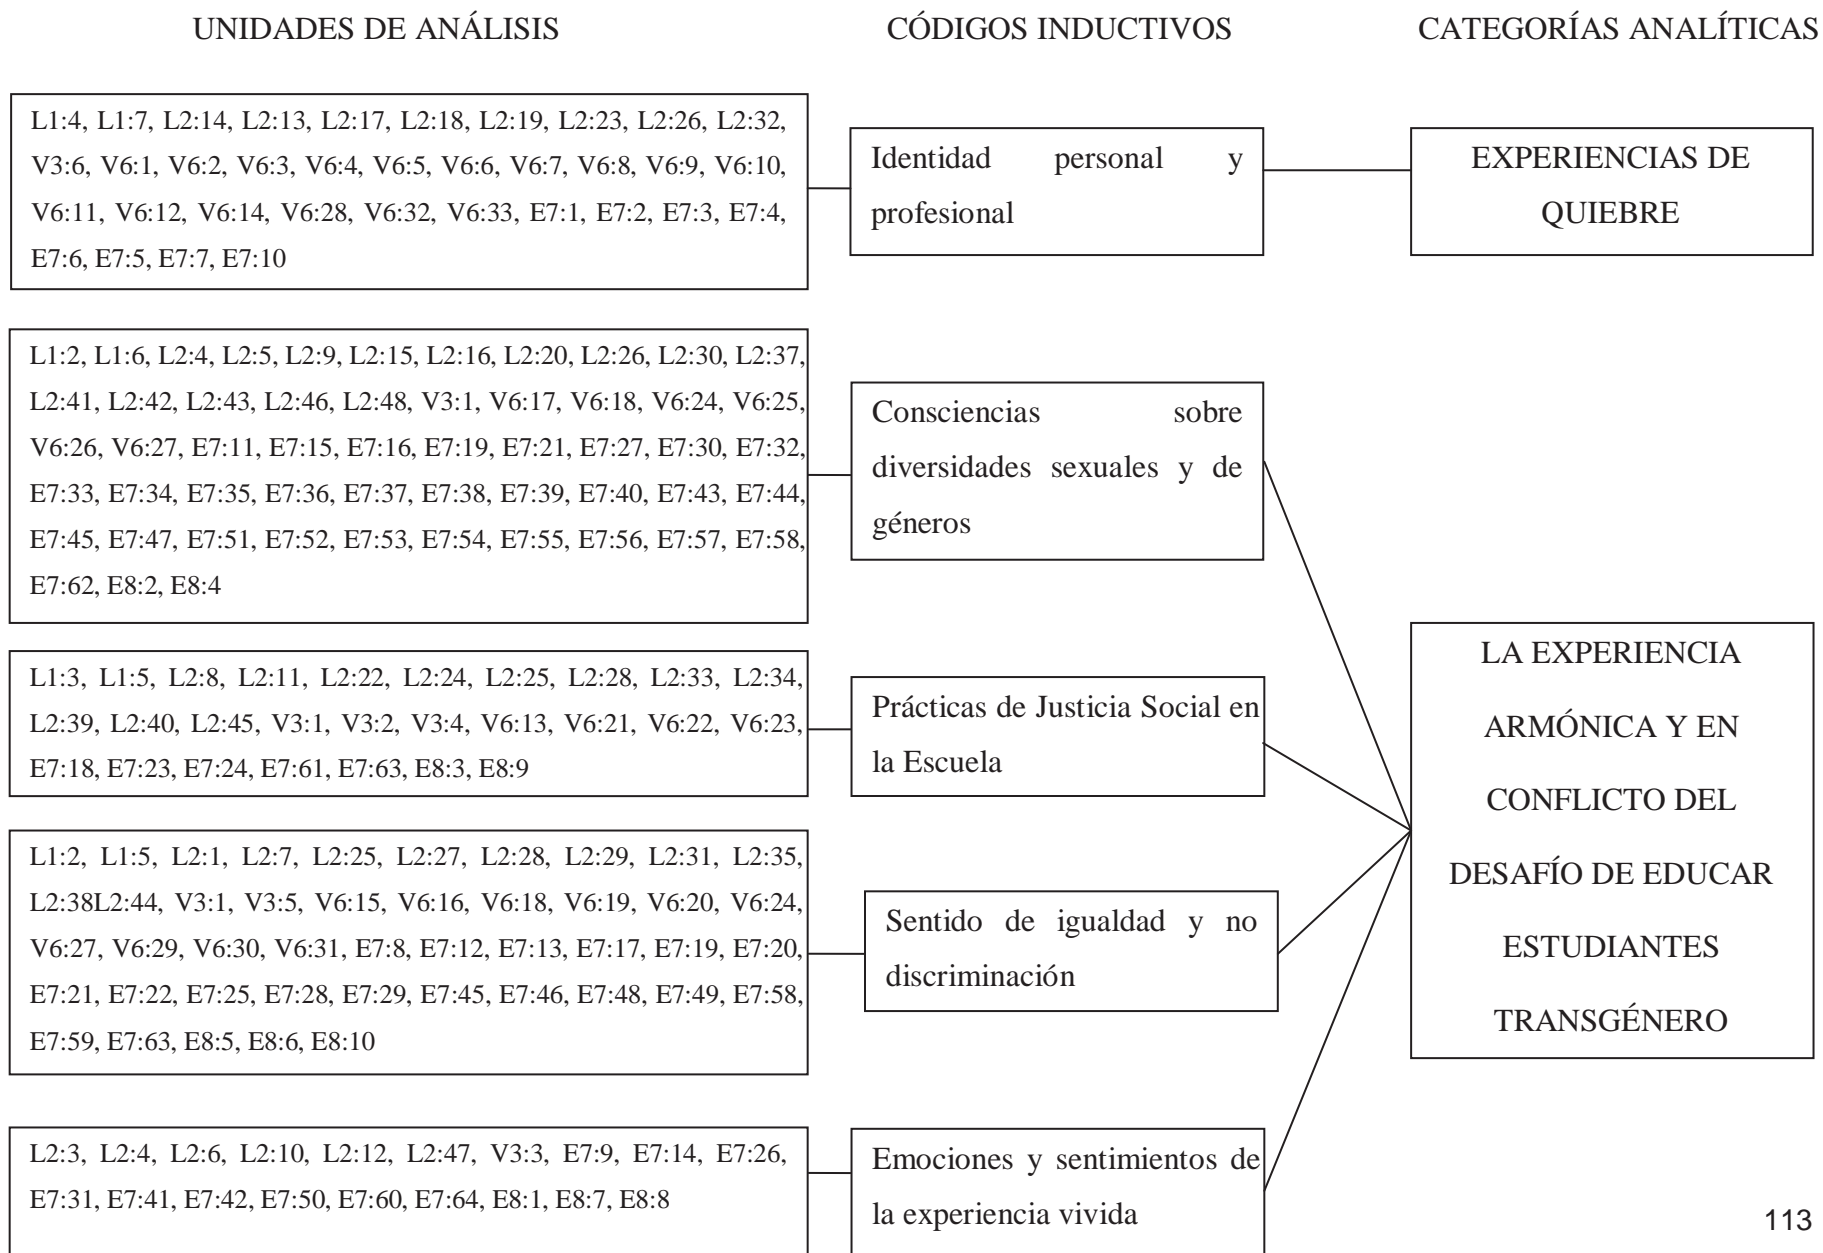 UNIDADES DE ANÁLISIS
CÓDIGOS INDUCTIVOS
CATEGORÍAS ANALÍTICAS
L1:4, L1:7, L2:14, L2:13, L2:17, L2:18, L2:19, L2:23, L2:26, L2:32,
V3:6, V6:1, V6:2, V6:3, V6:4, V6:5, V6:6, V6:7, V6:8, V6:9, V6:10,
V6:11, V6:12, V6:14, V6:28, V6:32, V6:33, E7:1, E7:2, E7:3, E7:4,
E7:6, E7:5, E7:7, E7:10
Identidad personal y
profesional
EXPERIENCIAS DE
QUIEBRE
L1:2, L1:6, L2:4, L2:5, L2:9, L2:15, L2:16, L2:20, L2:26, L2:30, L2:37,
L2:41, L2:42, L2:43, L2:46, L2:48, V3:1, V6:17, V6:18, V6:24, V6:25,
V6:26, V6:27, E7:11, E7:15, E7:16, E7:19, E7:21, E7:27, E7:30, E7:32,
E7:33, E7:34, E7:35, E7:36, E7:37, E7:38, E7:39, E7:40, E7:43, E7:44,
E7:45, E7:47, E7:51, E7:52, E7:53, E7:54, E7:55, E7:56, E7:57, E7:58,
E7:62, E8:2, E8:4
Consciencias sobre
diversidades sexuales y de
géneros
L1:3, L1:5, L2:8, L2:11, L2:22, L2:24, L2:25, L2:28, L2:33, L2:34,
L2:39, L2:40, L2:45, V3:1, V3:2, V3:4, V6:13, V6:21, V6:22, V6:23,
E7:18, E7:23, E7:24, E7:61, E7:63, E8:3, E8:9
Prácticas de Justicia Social en
la Escuela
L1:2, L1:5, L2:1, L2:7, L2:25, L2:27, L2:28, L2:29, L2:31, L2:35,
L2:38L2:44, V3:1, V3:5, V6:15, V6:16, V6:18, V6:19, V6:20, V6:24,
V6:27, V6:29, V6:30, V6:31, E7:8, E7:12, E7:13, E7:17, E7:19, E7:20,
E7:21, E7:22, E7:25, E7:28, E7:29, E7:45, E7:46, E7:48, E7:49, E7:58,
E7:59, E7:63, E8:5, E8:6, E8:10
Sentido de igualdad y no
discriminación
L2:3, L2:4, L2:6, L2:10, L2:12, L2:47, V3:3, E7:9, E7:14, E7:26,
E7:31, E7:41, E7:42, E7:50, E7:60, E7:64, E8:1, E8:7, E8:8
Emociones y sentimientos de
la experiencia vivida
LA EXPERIENCIA
ARMÓNICA Y EN
CONFLICTO DEL
DESAFÍO DE EDUCAR
ESTUDIANTES
TRANSGÉNERO
113